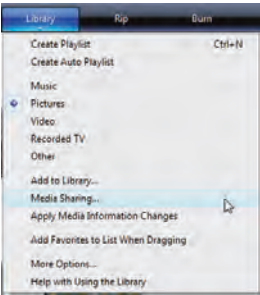 Library Rip Burn
Create Playlist Ctrl+N
Create Auto Playlist
Music
Pictures
Video
Recorded TV
Other
Add to Library...
Media Sharing...
Apply Media Information Changes
Add Favorites to List When Dragging
More Options...
Help with Using the Library